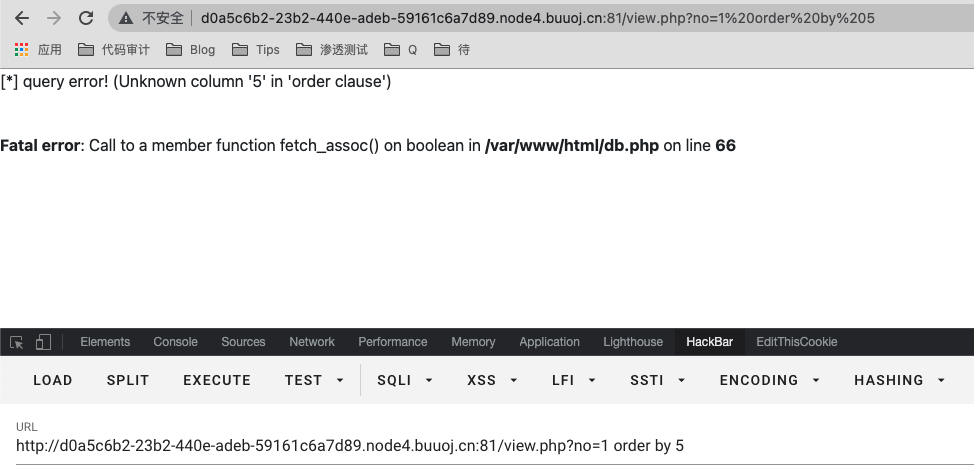 不安全 d0a5c6b2-23b2-440e-adeb-59161c6a7d89.node4.buuoj.cn:81/view.php?no=1%20order%20by%205
应用 代码审计 Blog Tips 渗透测试 Q 待
[*] query error! (Unknown column '5' in 'order clause')
Fatal error: Call to a member function fetch_assoc() on boolean in /var/www/html/db.php on line 66
Elements Console Sources Network Performance Memory Application Lighthouse HackBar EditThisCookie
LOAD SPLIT EXECUTE TEST SQLI XSS LFI SSTI ENCODING HASHING
URL
http://d0a5c6b2-23b2-440e-adeb-59161c6a7d89.node4.buuoj.cn:81/view.php?no=1 order by 5